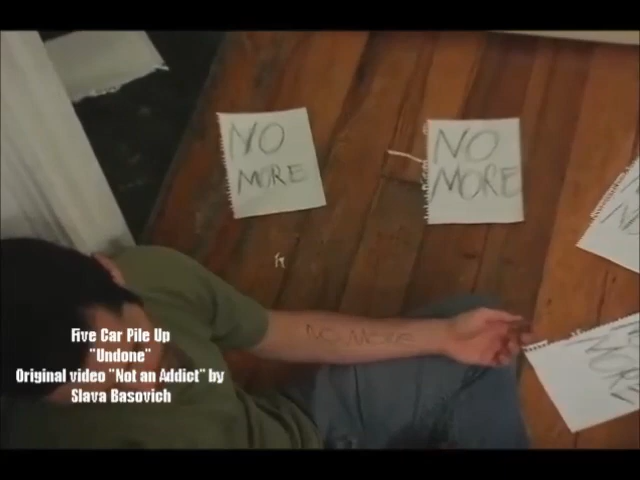 NO
MORE
NO
MORE
NO MORE
MORE
Five Car Pile Up
"Undone"
Original video "Not an Addict" by
Slava Basovich